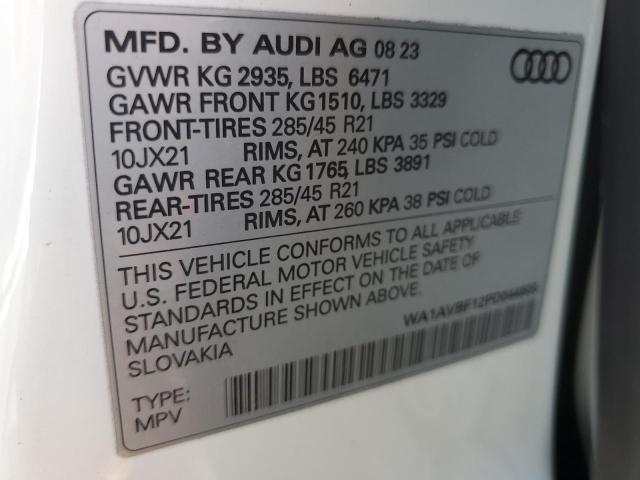 MFD. BY AUDI AG 08 23
GVWR KG 2935, LBS 6471
GAWR FRONT KG1510, LBS 3329
FRONT-TIRES 285/45 R21
10JX21 RIMS, AT 240 KPA 35 PSI COLD
GAWR REAR KG 1765, LBS 3891
REAR-TIRES 285/45 R21
10JX21 RIMS, AT 260 KPA 38 PSI COLD
THIS VEHICLE CONFORMS TO ALL APPLICABLE
U.S. FEDERAL MOTOR VEHICLE SAFETY
STANDARDS IN EFFECT ON THE DATE OF
MANUFACTURE SHOWN ABOVE.
SLOVAKIA
TYPE:
MPV